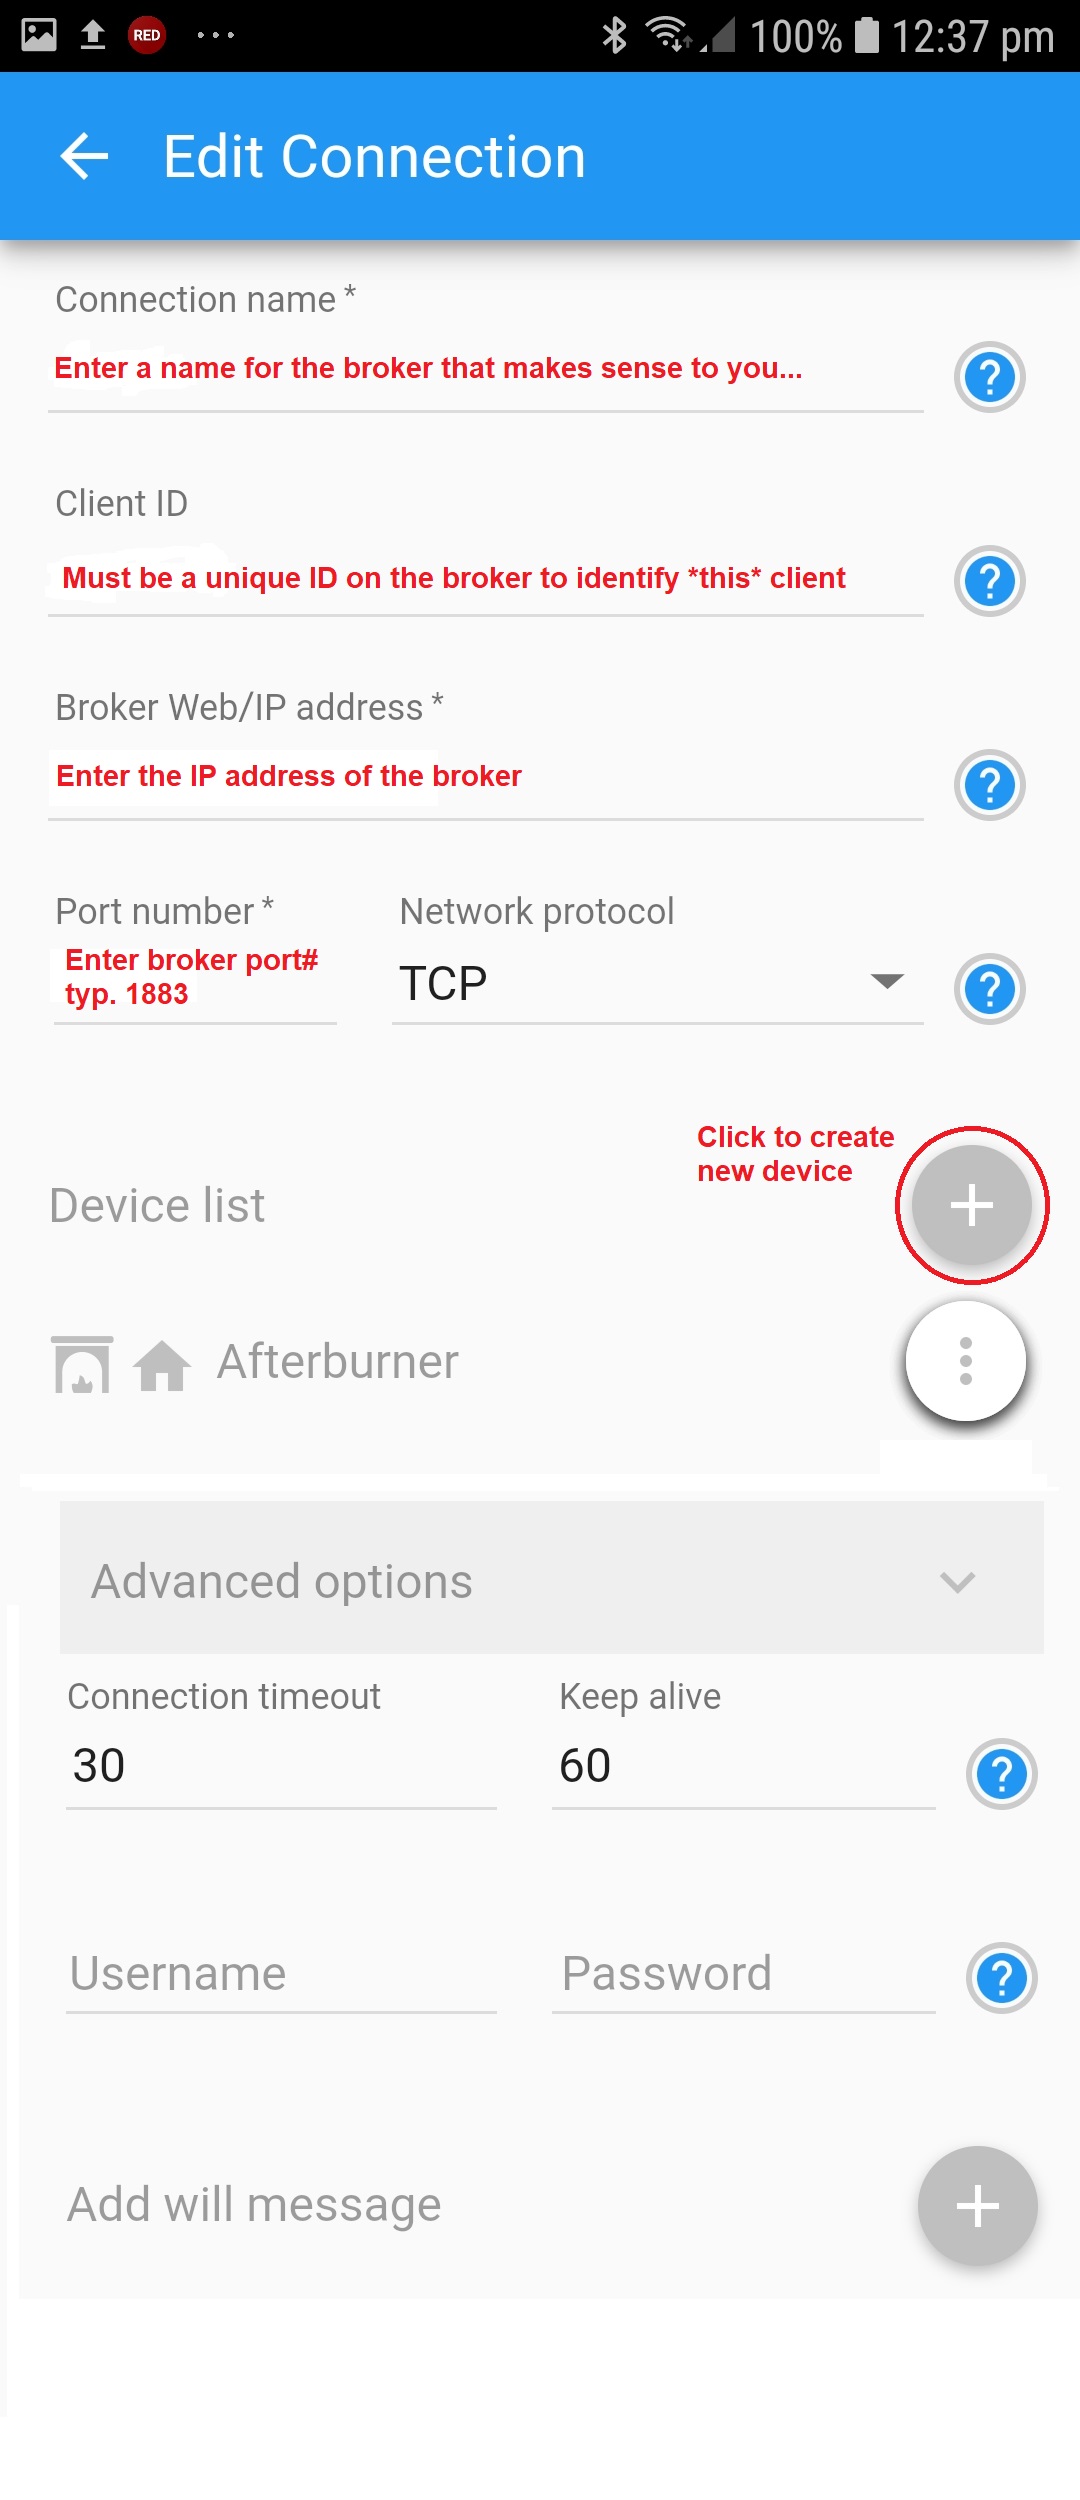 RED 100% 12:37 pm
Edit Connection
Connection name *
Enter a name for the broker that makes sense to you...
Client ID
Must be a unique ID on the broker to identify *this* client
Broker Web/IP address *
Enter the IP address of the broker
Port number * Network protocol
Enter broker port#
typ. 1883
TCP
Click to create
new device
Device list
Afterburner
Advanced options
Connection timeout Keep alive
30 60
Username Password
Add will message